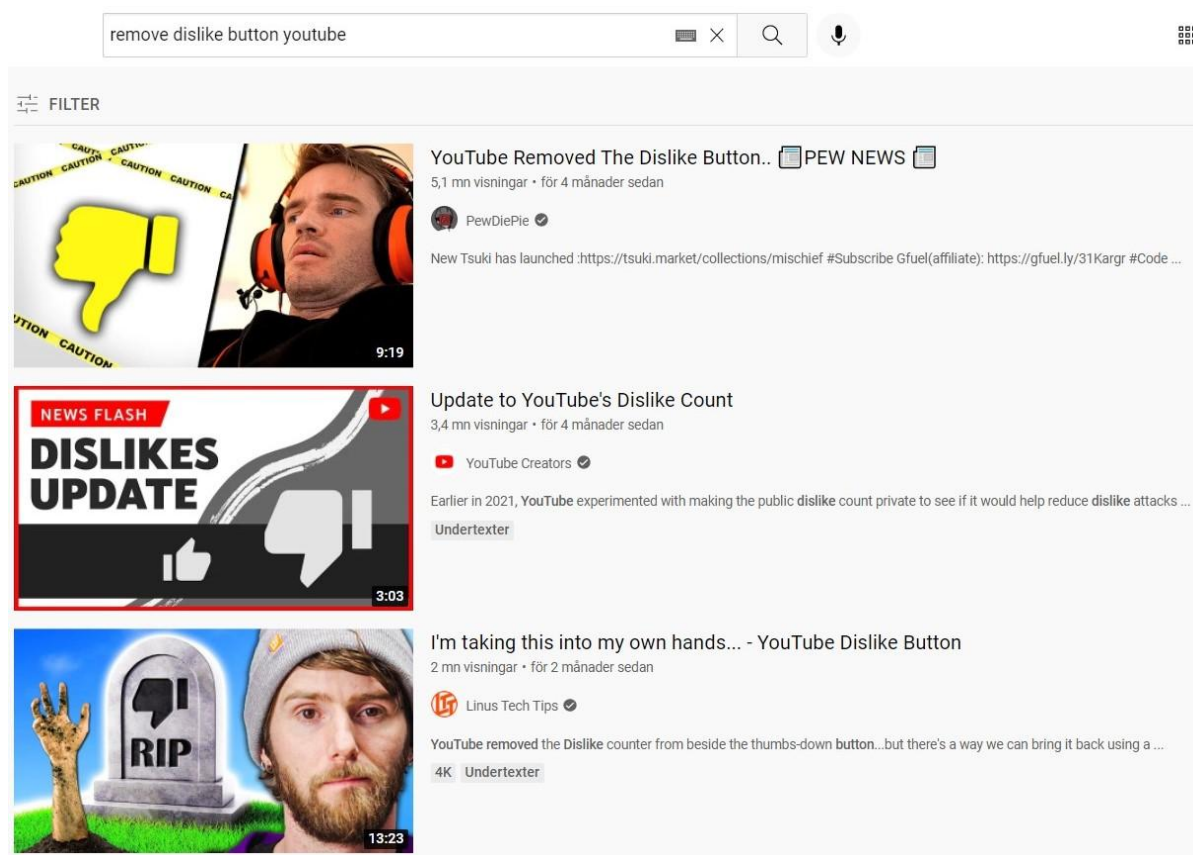 remove dislike button youtube
FILTER
CAUTION CAUTION
CAUTION CAUTION CAUTION CA
CAUTION
9:19
YouTube Removed The Dislike Button.. 📰PEW NEWS 📰
5,1 mn visningar • för 4 månader sedan
PewDiePie
New Tsuki has launched :https://tsuki.market/collections/mischief #Subscribe Gfuel(affiliate): https://gfuel.ly/31Kargr #Code ...
NEWS FLASH
DISLIKES
UPDATE
3:03
Update to YouTube's Dislike Count
3,4 mn visningar • för 4 månader sedan
YouTube Creators
Earlier in 2021, YouTube experimented with making the public dislike count private to see if it would help reduce dislike attacks ...
Undertexter
RIP
13:23
I'm taking this into my own hands... - YouTube Dislike Button
2 mn visningar • för 2 månader sedan
Linus Tech Tips
YouTube removed the Dislike counter from beside the thumbs-down button...but there's a way we can bring it back using a ...
4K Undertexter